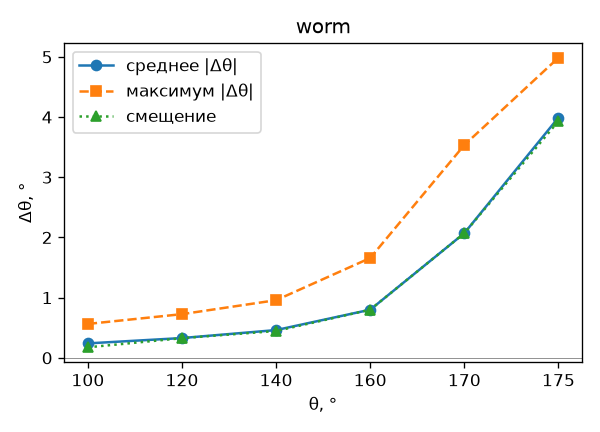 worm
среднее |Δθ|
максимум |Δθ|
смещение
Δθ, °
5
4
3
2
1
0
100 120 140 160 170 175
θ, °